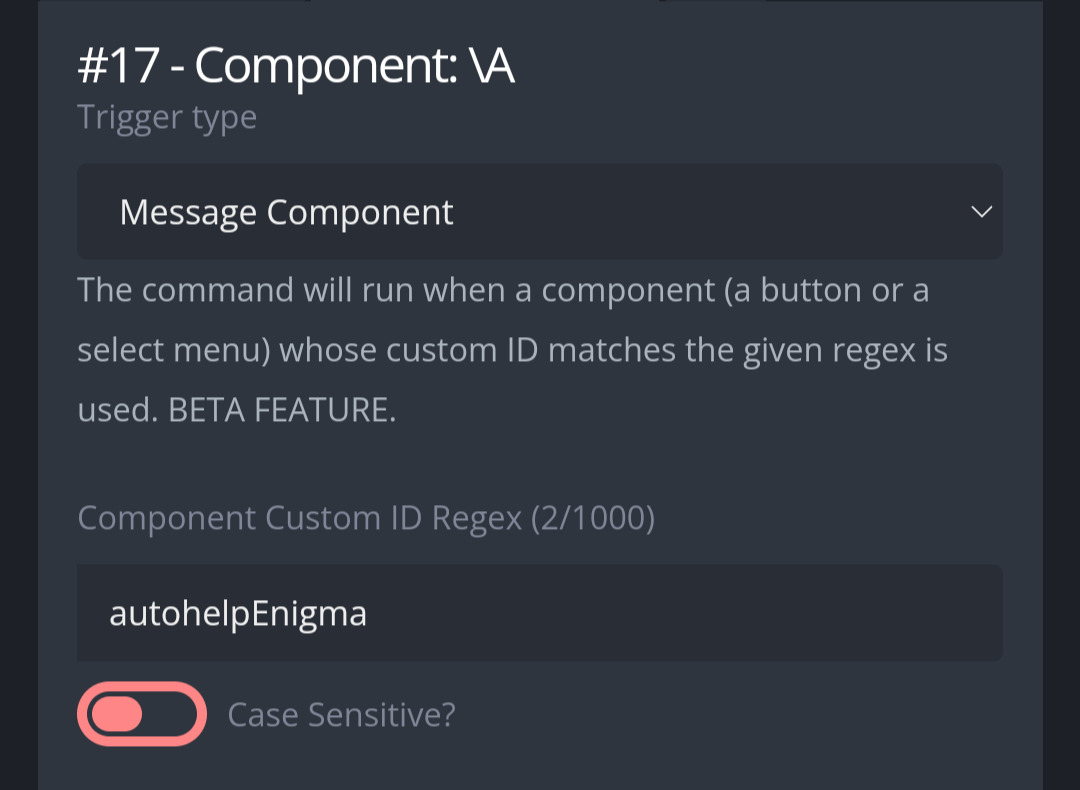 #17 - Component: \A
Trigger type
Message Component
The command will run when a component (a button or a
select menu) whose custom ID matches the given regex is
used. BETA FEATURE.
Component Custom ID Regex (2/1000)
autohelpEnigma
Case Sensitive?